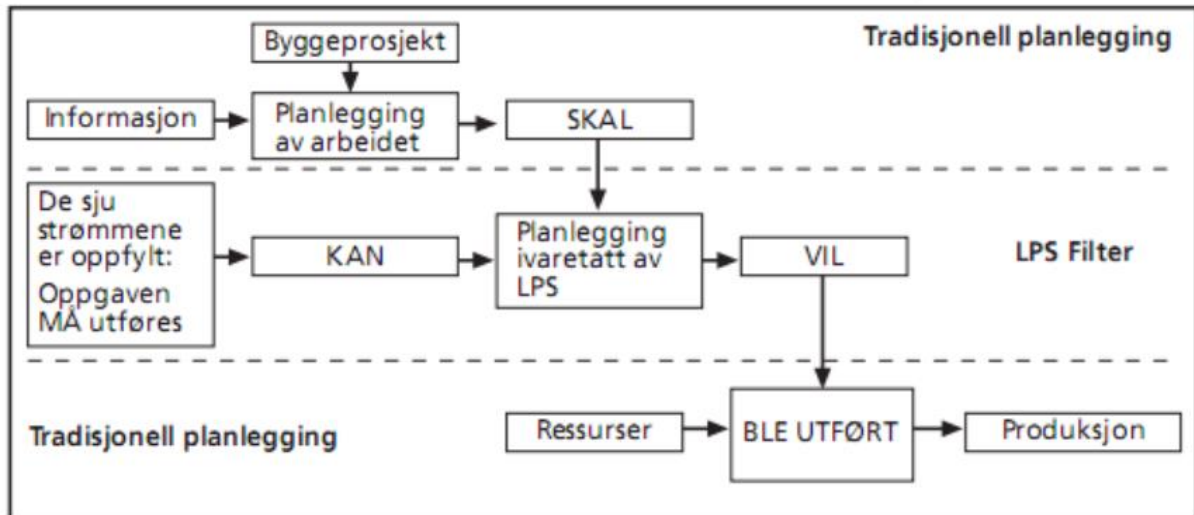 Byggeprosjekt
Tradisjonell planlegging
Informasjon
Planlegging
av arbeidet
SKAL
De sju
strømmene
er oppfylt:
Oppgaven
MÅ utføres
KAN
Planlegging
ivaretatt av
LPS
VIL
LPS Filter
Tradisjonell planlegging
Ressurser
BLE UTFØRT
Produksjon